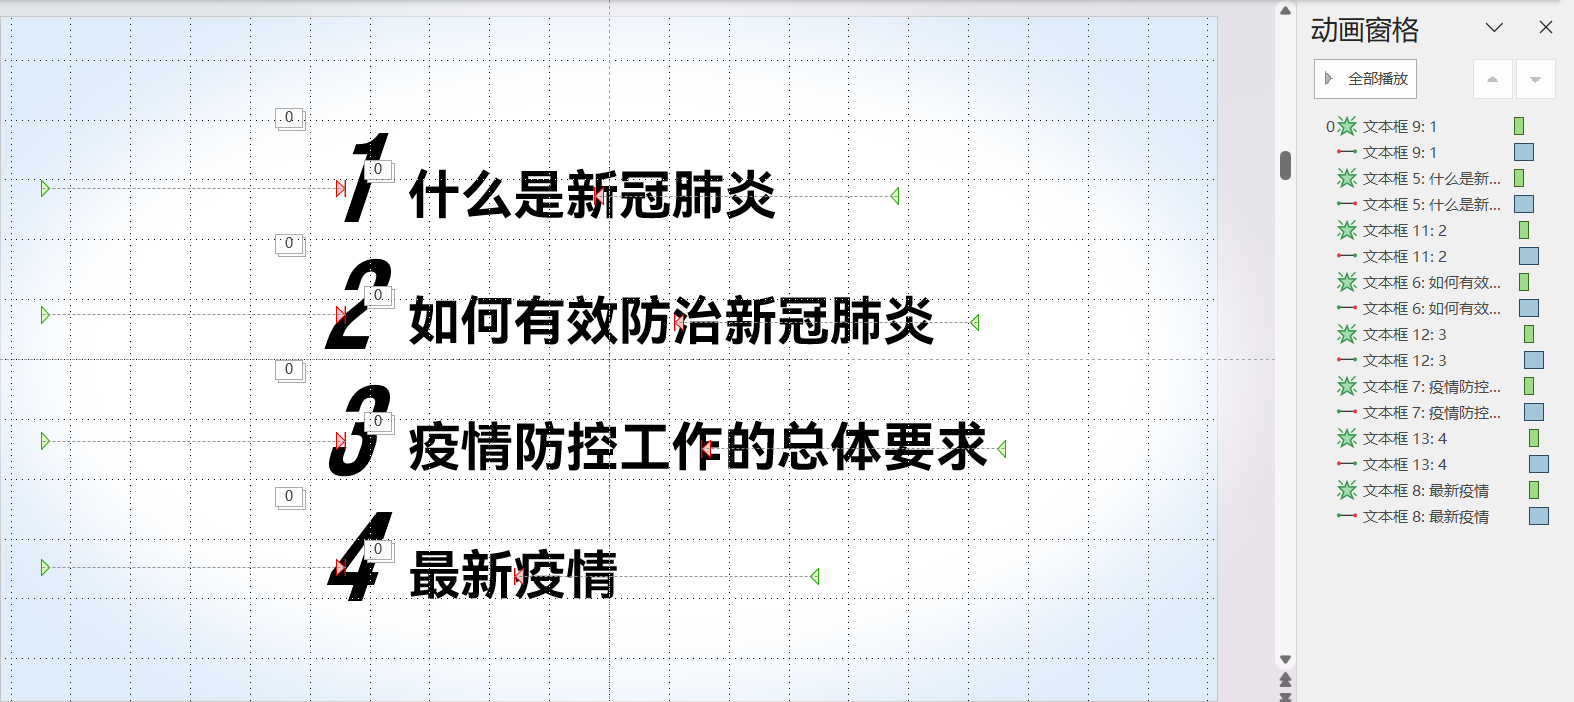 动画窗格
全部播放
0
1
0
什么是新冠肺炎
0
2
0
如何有效防治新冠肺炎
0
3
0
疫情防控工作的总体要求
0
4
0
最新疫情
0 文本框 9: 1
文本框 9: 1
文本框 5: 什么是新...
文本框 5: 什么是新...
文本框 11: 2
文本框 11: 2
文本框 6: 如何有效...
文本框 6: 如何有效...
文本框 12: 3
文本框 12: 3
文本框 7: 疫情防控...
文本框 7: 疫情防控...
文本框 13: 4
文本框 13: 4
文本框 8: 最新疫情
文本框 8: 最新疫情